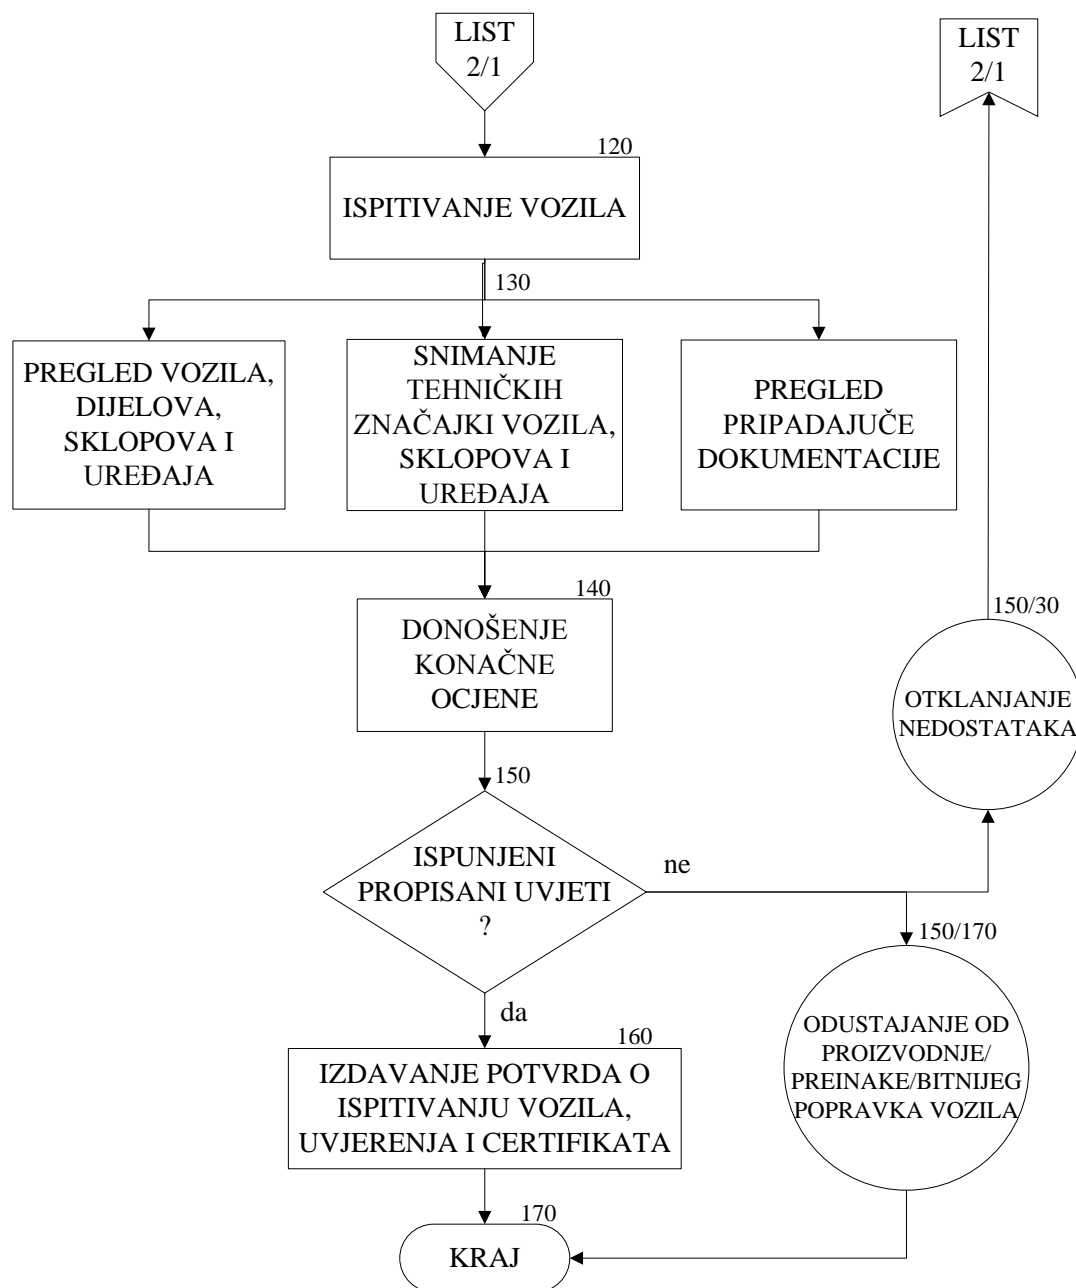 LIST
2/1
LIST
2/1
120
ISPITIVANJE VOZILA
130
PREGLED VOZILA,
DIJELOVA,
SKLOPOVA I
UREĐAJA
SNIMANJE
TEHNIČKIH
ZNAČAJKI VOZILA,
SKLOPOVA I
UREĐAJA
PREGLED
PRIPADAJUČE
DOKUMENTACIJE
140
DONOŠENJE
KONAČNE
OCJENE
150/30
OTKLANJANJE
NEDOSTATAKA
150
ISPUNJENI
PROPISANI UVJETI
?
ne
da
150/170
ODUSTAJANJE OD
PROIZVODNJE/
PREINAKE/BITNIJEG
POPRAVKA VOZILA
160
IZDAVANJE POTVRDA O
ISPITIVANJU VOZILA,
UVJERENJA I CERTIFIKATA
170
KRAJ